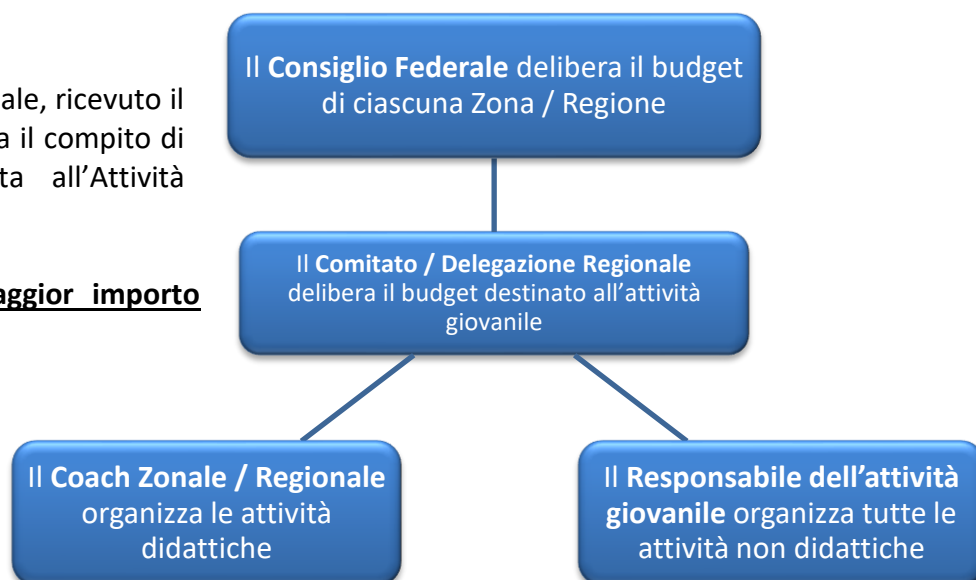 Il Consiglio Federale delibera il budget
di ciascuna Zona / Regione
ale, ricevuto il
a il compito di
ta all'Attività
aggior importo
Il Comitato / Delegazione Regionale
delibera il budget destinato all'attività
giovanile
Il Coach Zonale / Regionale
organizza le attività
didattiche
Il Responsabile dell'attività
giovanile organizza tutte le
attività non didattiche